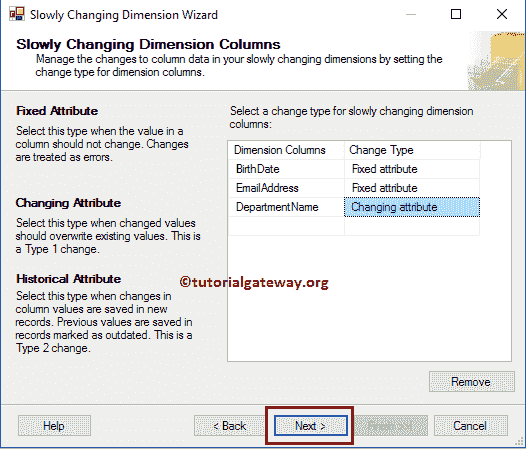 Slowly Changing Dimension Wizard
Slowly Changing Dimension Columns
Manage the changes to column data in your slowly changing dimensions by setting the
change type for dimension columns.
Fixed Attribute
Select this type when the value in a
column should not change. Changes
are treated as errors.
Changing Attribute
Select this type when changed values
should overwrite existing values. This is
a Type 1 change.
Historical Attribute
Select this type when changes in
column values are saved in new
records. Previous values are saved in
records marked as outdated. This is a
Type 2 change.
Select a change type for slowly changing dimension
columns:
Dimension Columns Change Type
BirthDate Fixed attribute
EmailAddress Fixed attribute
DepartmentName Changing attribute
©tutorialgateway.org
Remove
Help < Back Next > Cancel